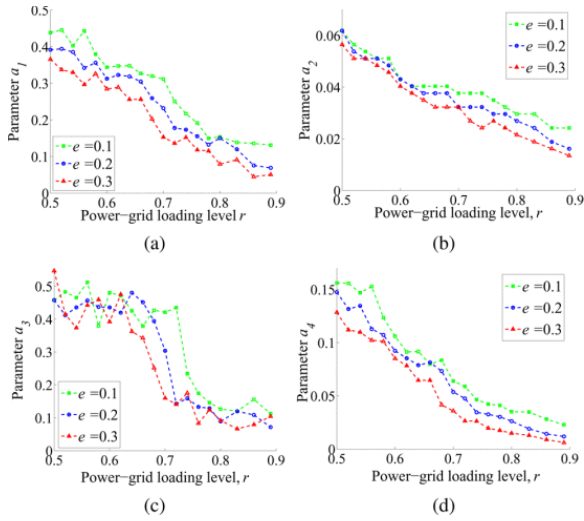 0.5
0.4
0.3
0.2
0.1
0
Parameter a1
e =0.1
e =0.2
e =0.3
0.5 0.6 0.7 0.8 0.9
Power-grid loading level, r
(a)
0.06
0.04
0.02
0
Parameter a2
e =0.1
e =0.2
e =0.3
0.5 0.6 0.7 0.8 0.9
Power-grid loading level, r
(b)
0.5
0.4
0.3
0.2
0.1
0
Parameter a3
e =0.1
e =0.2
e =0.3
0.5 0.6 0.7 0.8 0.9
Power-grid loading level, r
(c)
0.15
0.1
0.05
0
Parameter a4
e =0.1
e =0.2
e =0.3
0.5 0.6 0.7 0.8 0.9
Power-grid loading level, r
(d)